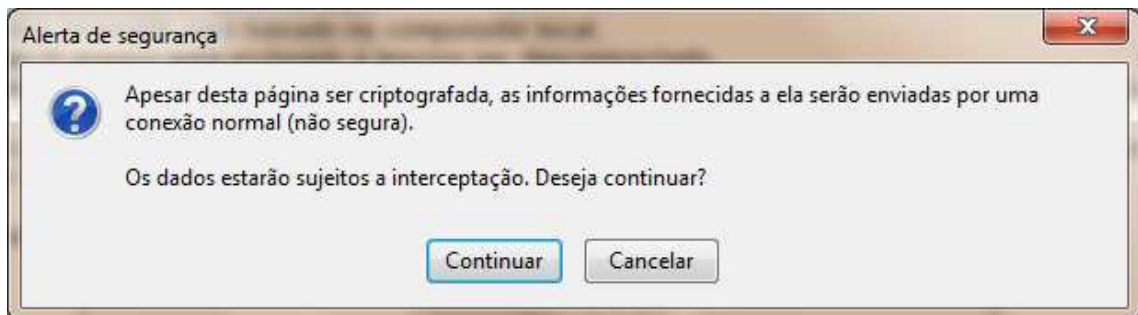 Alerta de segurança
Apesar desta página ser criptografada, as informações fornecidas a ela serão enviadas por uma
conexão normal (não segura).
Os dados estarão sujeitos a interceptação. Deseja continuar?
Continuar Cancelar